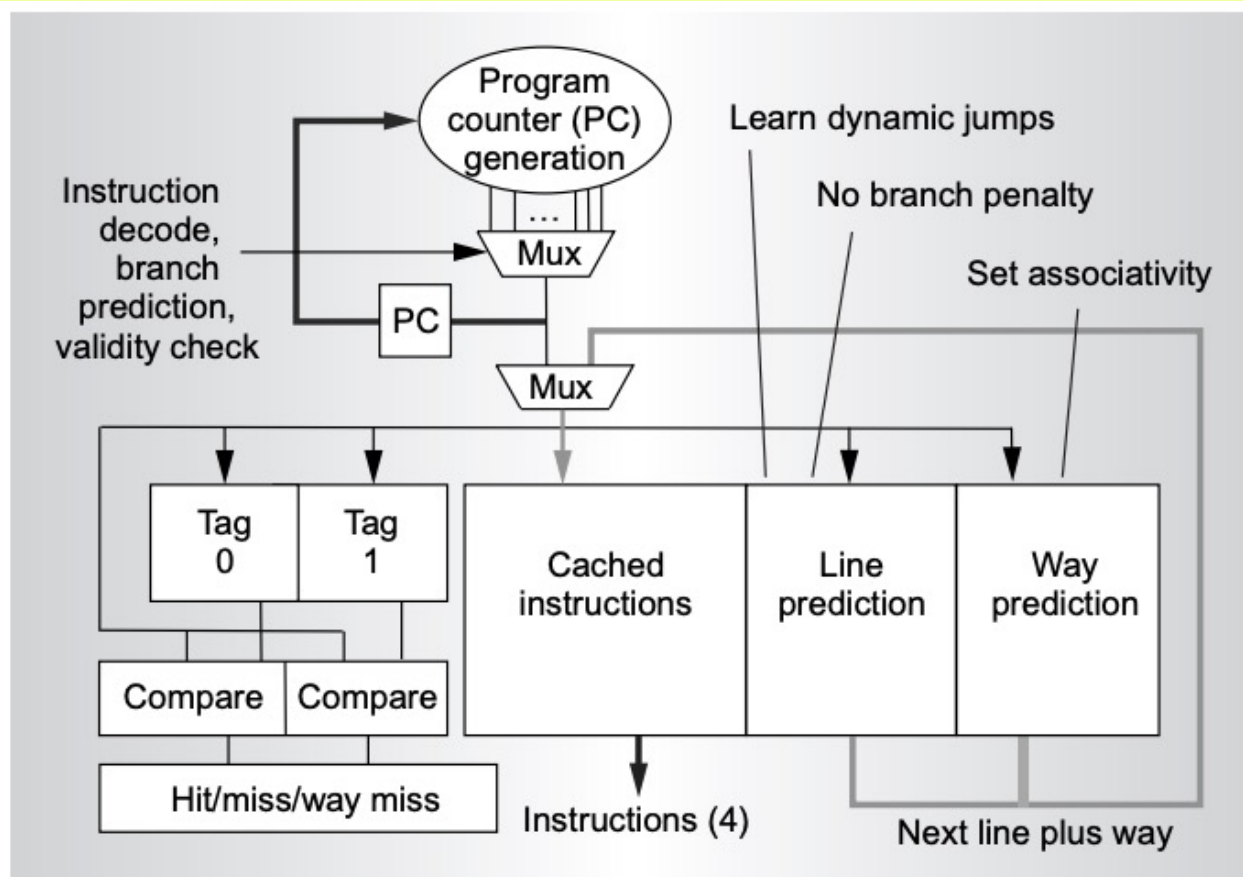 Program
counter (PC)
generation
Learn dynamic jumps
No branch penalty
Set associativity
Instruction
decode,
branch
prediction,
validity check
...
Mux
PC
Mux
Tag
0
Tag
1
Cached
instructions
Line
prediction
Way
prediction
Compare
Compare
Hit/miss/way miss
Instructions (4)
Next line plus way